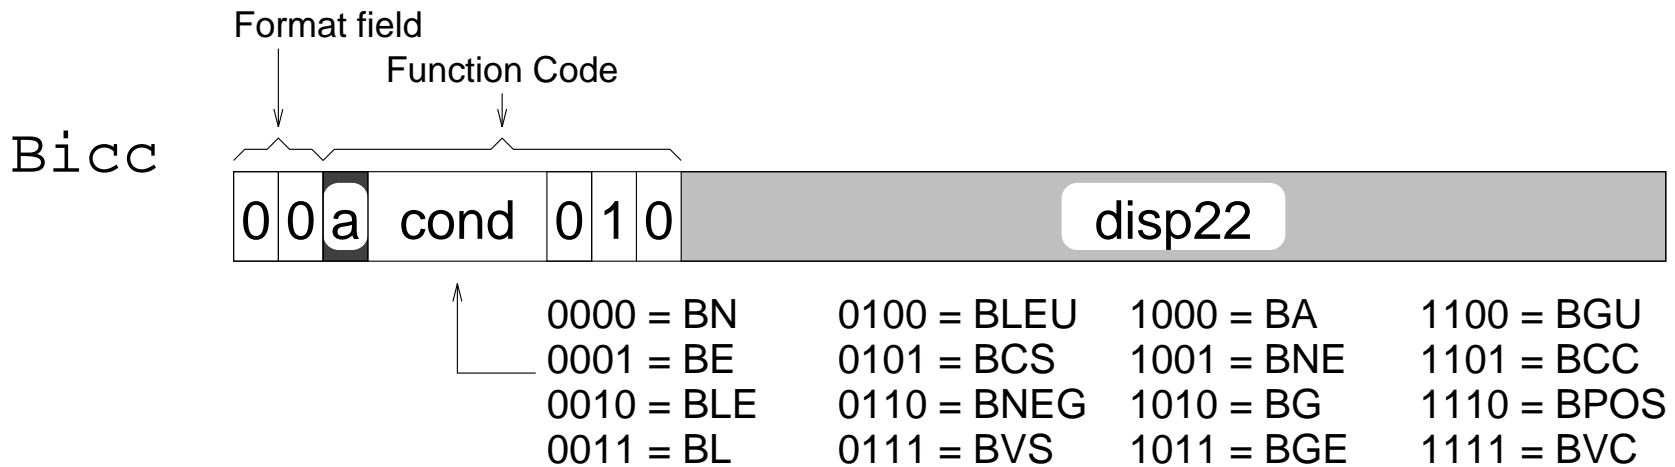 Format field
Function Code
Bicc
0 0 a cond 0 1 0 disp22
0000 = BN 0100 = BLEU 1000 = BA 1100 = BGU
0001 = BE 0101 = BCS 1001 = BNE 1101 = BCC
0010 = BLE 0110 = BNEG 1010 = BG 1110 = BPOS
0011 = BL 0111 = BVS 1011 = BGE 1111 = BVC